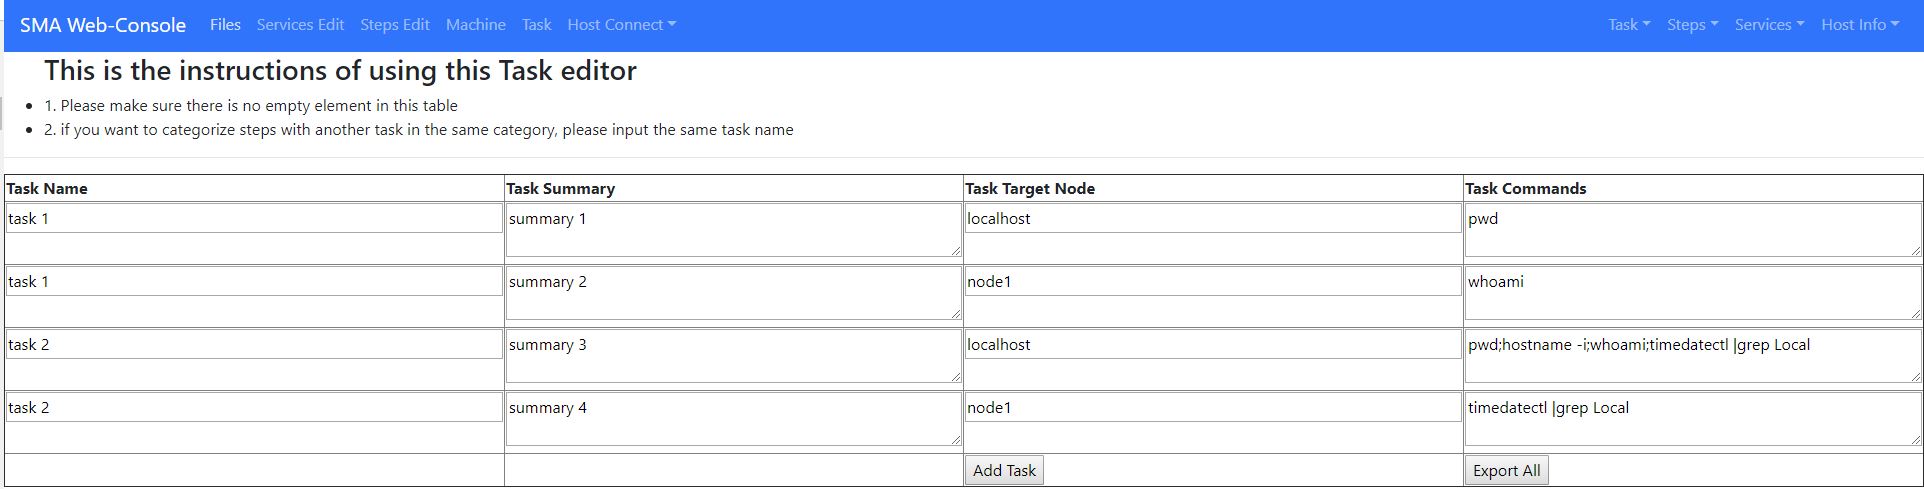 SMA Web-Console Files Services Edit Steps Edit Machine Task Host Connect Task Steps Services Host Info
This is the instructions of using this Task editor
1. Please make sure there is no empty element in this table
2. if you want to categorize steps with another task in the same category, please input the same task name
Task Name Task Summary Task Target Node Task Commands
task 1 summary 1 localhost pwd
task 1 summary 2 node1 whoami
task 2 summary 3 localhost pwd;hostname -i;whoami;timedatectl |grep Local
task 2 summary 4 node1 timedatectl |grep Local
Add Task Export All